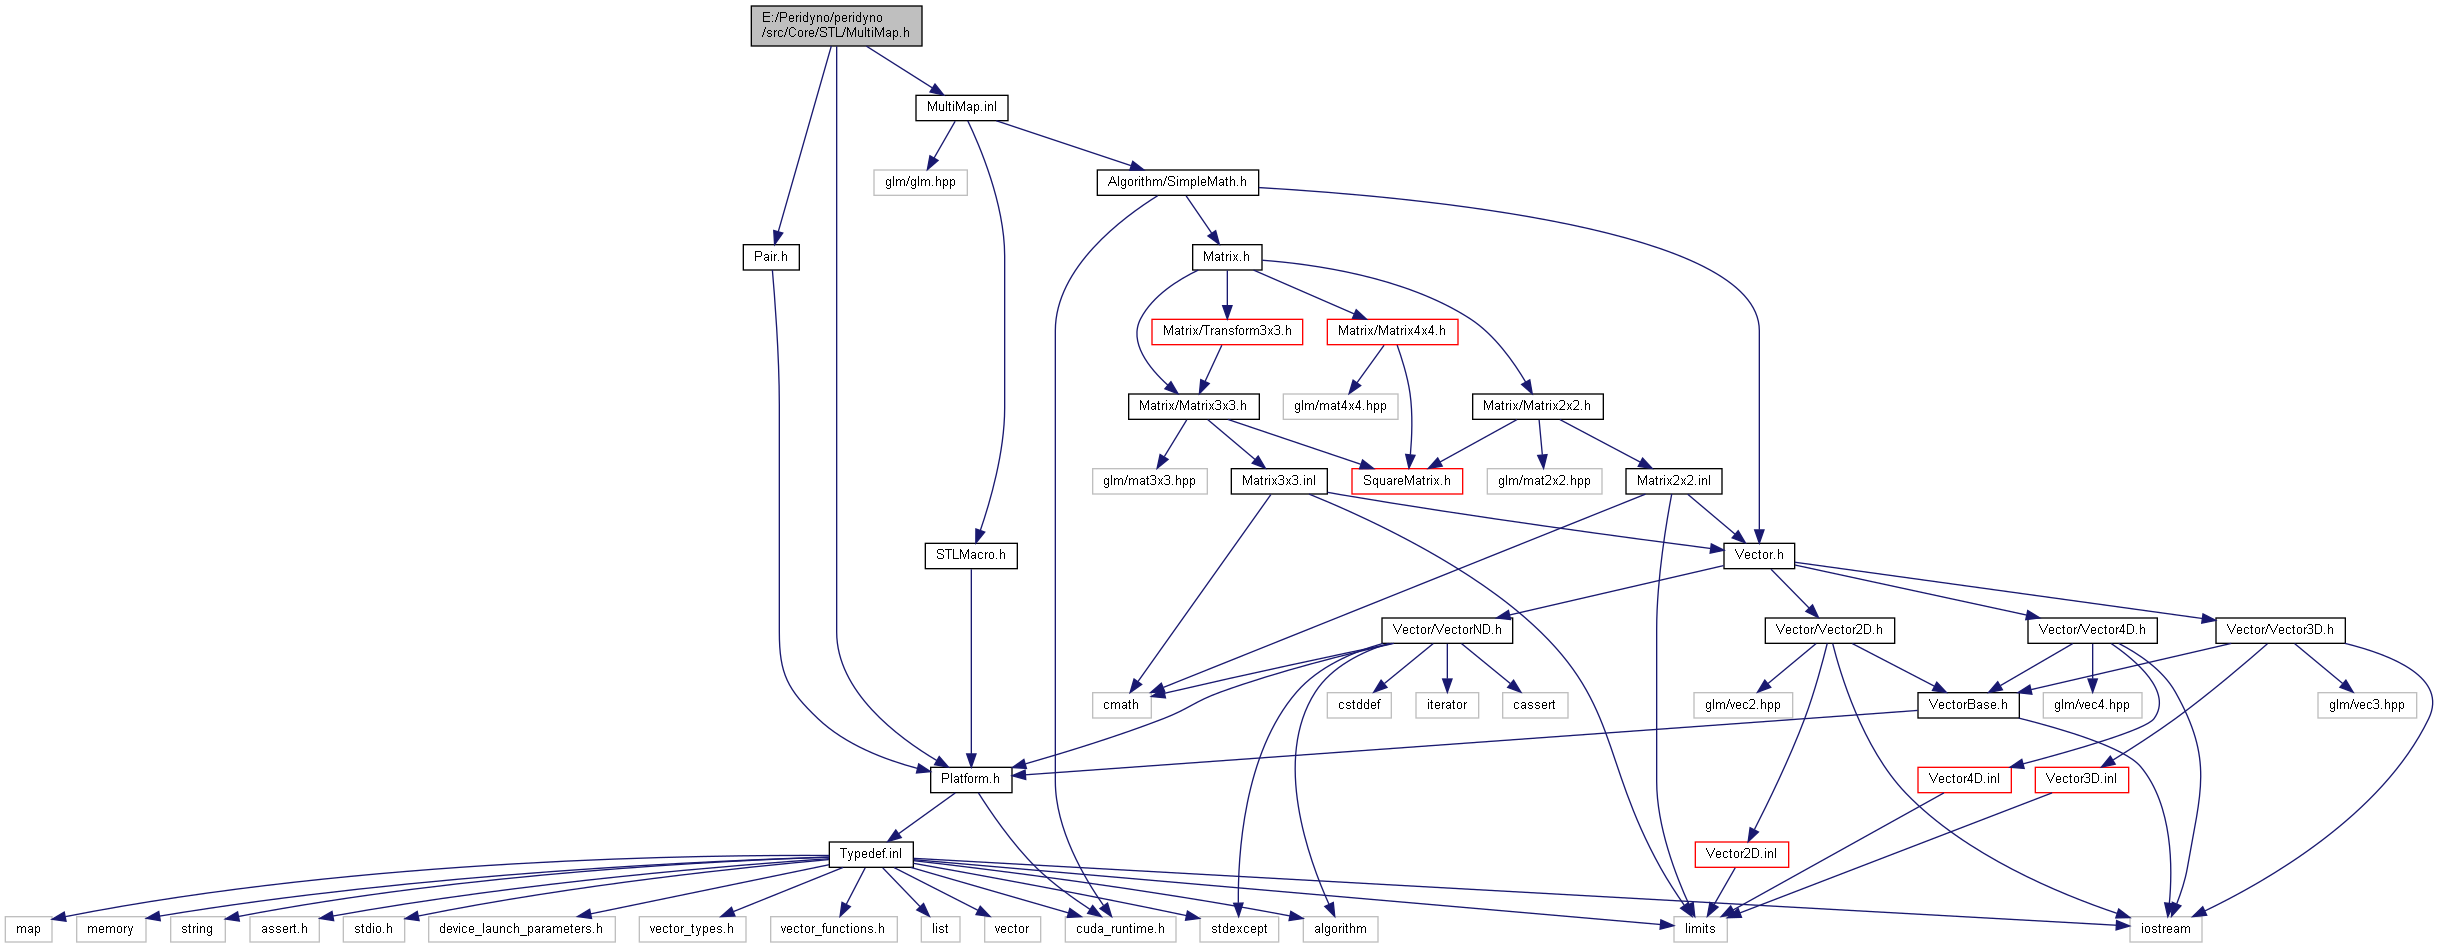 E:/Peridyno/peridyno
/src/Core/STL/MultiMap.h
MultiMap.inl
glm/glm.hpp
Algorithm/SimpleMath.h
Pair.h
Matrix.h
Matrix/Transform3x3.h
Matrix/Matrix4x4.h
Matrix/Matrix3x3.h
glm/mat4x4.hpp
Matrix/Matrix2x2.h
glm/mat3x3.hpp
Matrix3x3.inl
SquareMatrix.h
glm/mat2x2.hpp
Matrix2x2.inl
STLMacro.h
Vector.h
Vector/VectorND.h
Vector/Vector2D.h
Vector/Vector4D.h
Vector/Vector3D.h
cmath
cstddef
iterator
cassert
glm/vec2.hpp
VectorBase.h
glm/vec4.hpp
glm/vec3.hpp
Platform.h
Vector4D.inl
Vector3D.inl
Typedef.inl
Vector2D.inl
map
memory
string
assert.h
stdio.h
device_launch_parameters.h
vector_types.h
vector_functions.h
list
vector
cuda_runtime.h
stdexcept
algorithm
limits
iostream